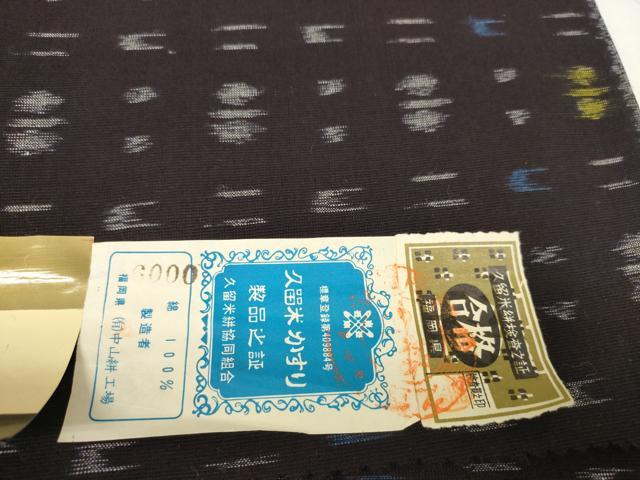 久留米絣検査之証
合格
福岡県
標章登録第409884号
久留米かすり
製品之証
久留米絣協同組合
綿 100%
製造者
福岡県 (有)中山絣工場